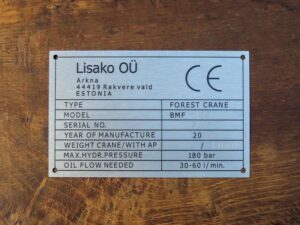 Lisako OÜ
Arkna
44419 Rakvere vald
ESTONIA
CE
TYPE FOREST CRANE
MODEL BMF
SERIAL NO.
YEAR OF MANUFACTURE 20
WEIGHT CRANE/WITH AP /
MAX.HYDR.PRESSURE 180 bar
OIL FLOW NEEDED 30-60 l/min.